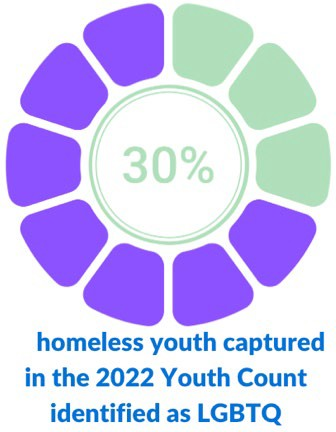 30%
homeless youth captured
in the 2022 Youth Count
identified as LGBTQ